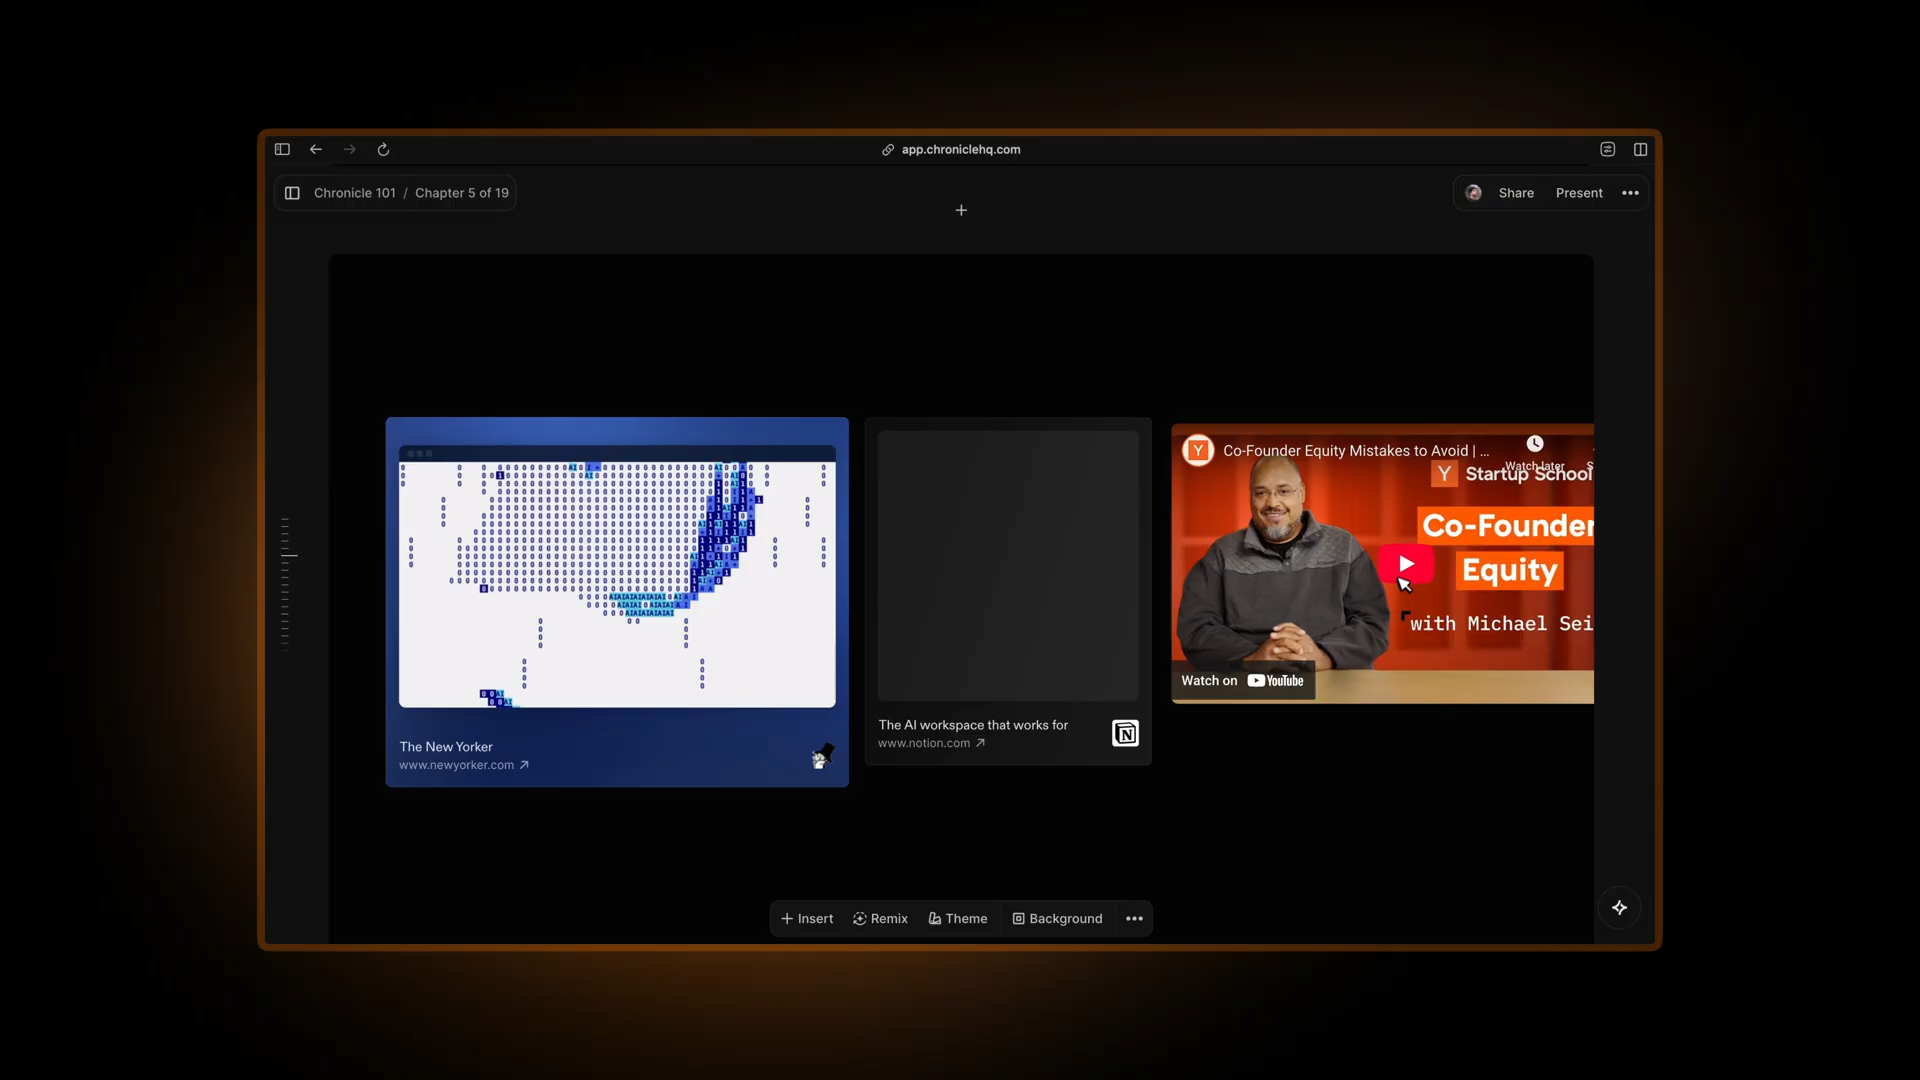 app.chroniclehq.com
Chronicle 101 / Chapter 5 of 19
Share
Present
The New Yorker
www.newyorker.com
The AI workspace that works for
www.notion.com
Co-Founder Equity Mistakes to Avoid | ...
Watch later
Startup School
Co-Founder
Equity
with Michael Sei
Watch on YouTube
Insert
Remix
Theme
Background